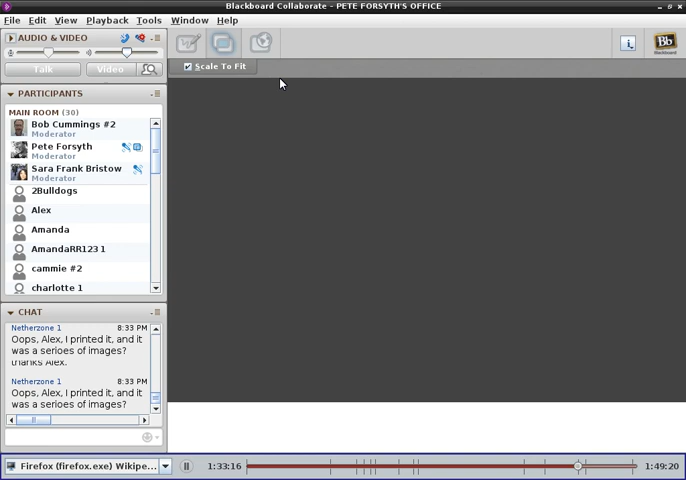 Blackboard Collaborate - PETE FORSYTH'S OFFICE
File Edit View Playback Tools Window Help
AUDIO & VIDEO
Talk Video
Scale To Fit
i
Bb
Blackboard
PARTICIPANTS
MAIN ROOM (30)
Bob Cummings #2
Moderator
Pete Forsyth
Moderator
Sara Frank Bristow
Moderator
2Bulldogs
Alex
Amanda
AmandaRR123 1
cammie #2
charlotte 1
CHAT
Netherzone 1 8:33 PM
Oops, Alex, I printed it, and it
was a serioes of images?
thanks Alex.
Netherzone 1 8:33 PM
Oops, Alex, I printed it, and it
was a serioes of images?
Firefox (firefox.exe) Wikipe... 1:33:16 1:49:20